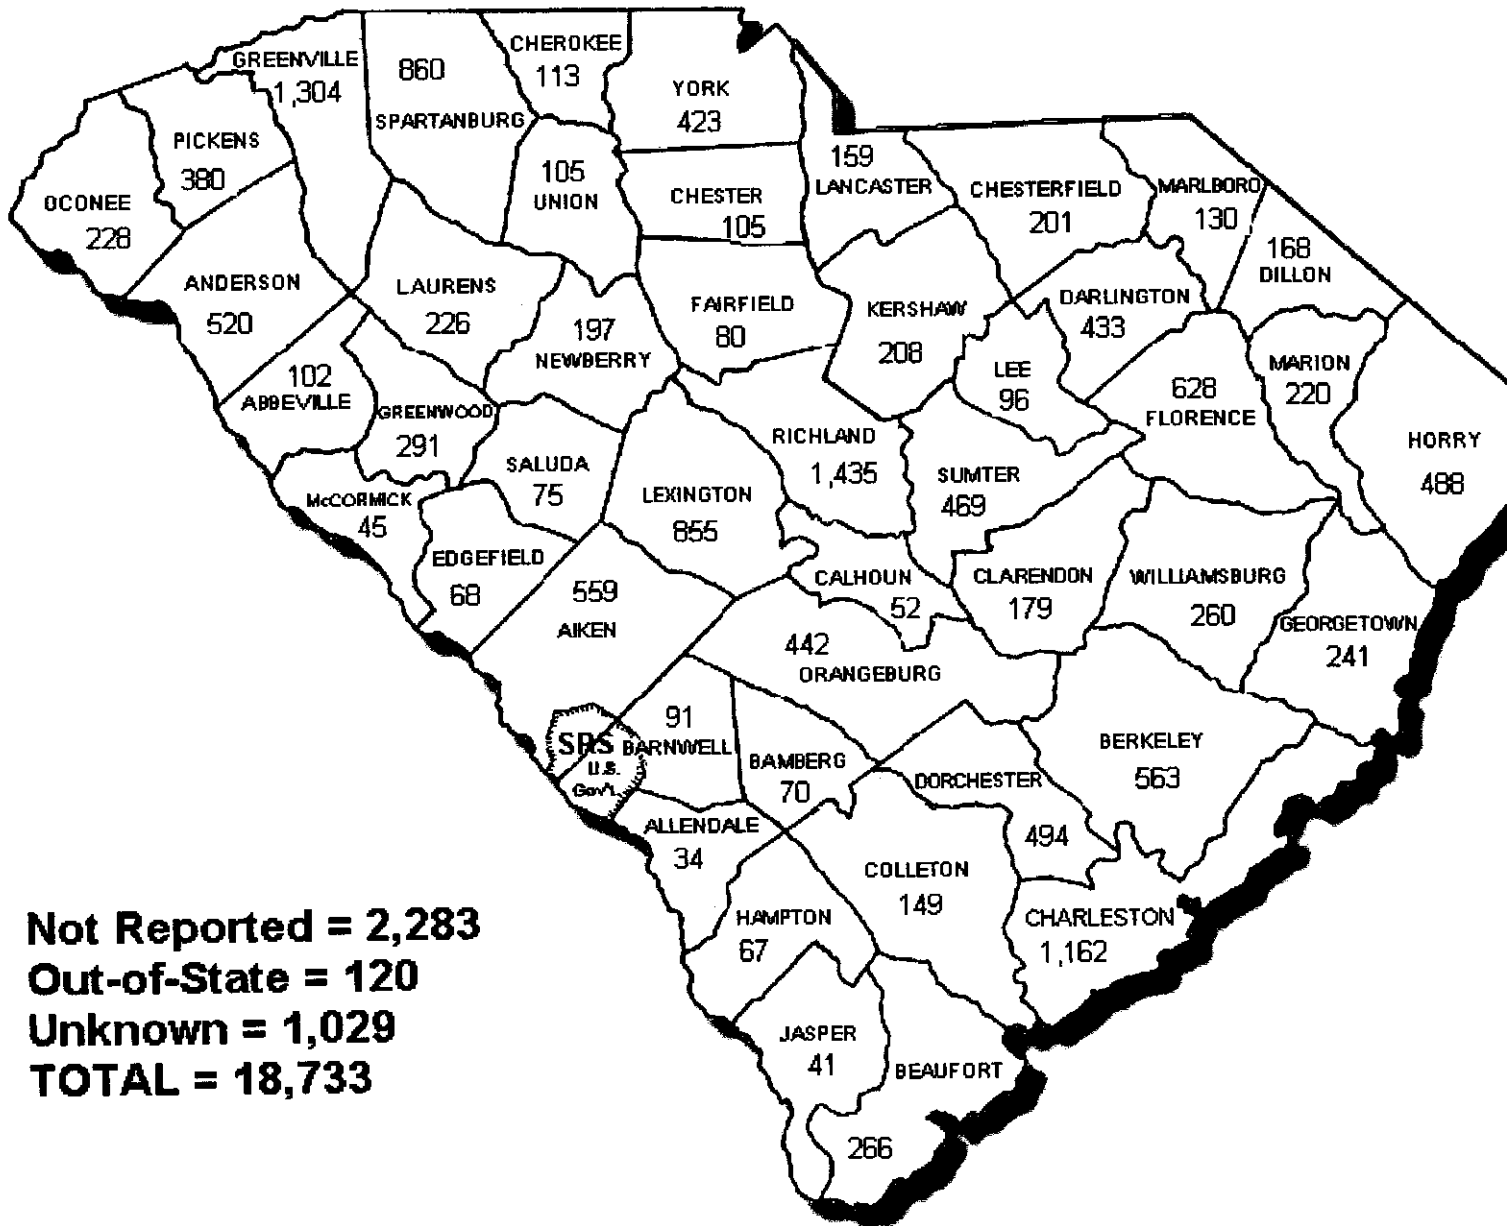 GREENVILLE
1,304
860
SPARTANBURG
CHEROKEE
113
YORK
423
PICKENS
380
OCONEE
228
105
UNION
CHESTER
105
159
LANCASTER
CHESTERFIELD
201
MARLBORO
130
168
DILLON
ANDERSON
520
LAURENS
226
197
NEWBERRY
FAIRFIELD
80
KERSHAW
208
DARLINGTON
433
LEE
96
628
FLORENCE
MARION
220
HORRY
488
102
ABBEVILLE
GREENWOOD
291
SALUDA
75
LEXINGTON
855
RICHLAND
1,435
SUMTER
469
McCORMICK
45
EDGEFIELD
68
559
AIKEN
CALHOUN
52
CLARENDON
179
WILLIAMSBURG
260
GEORGETOWN
241
442
ORANGEBURG
SRS
U.S.
Gov't.
91
BARNWELL
BAMBERG
70
DORCHESTER
494
BERKELEY
563
ALLENDALE
34
COLLETON
149
HAMPTON
67
CHARLESTON
1,162
JASPER
41
BEAUFORT
266
Not Reported = 2,283
Out-of-State = 120
Unknown = 1,029
TOTAL = 18,733